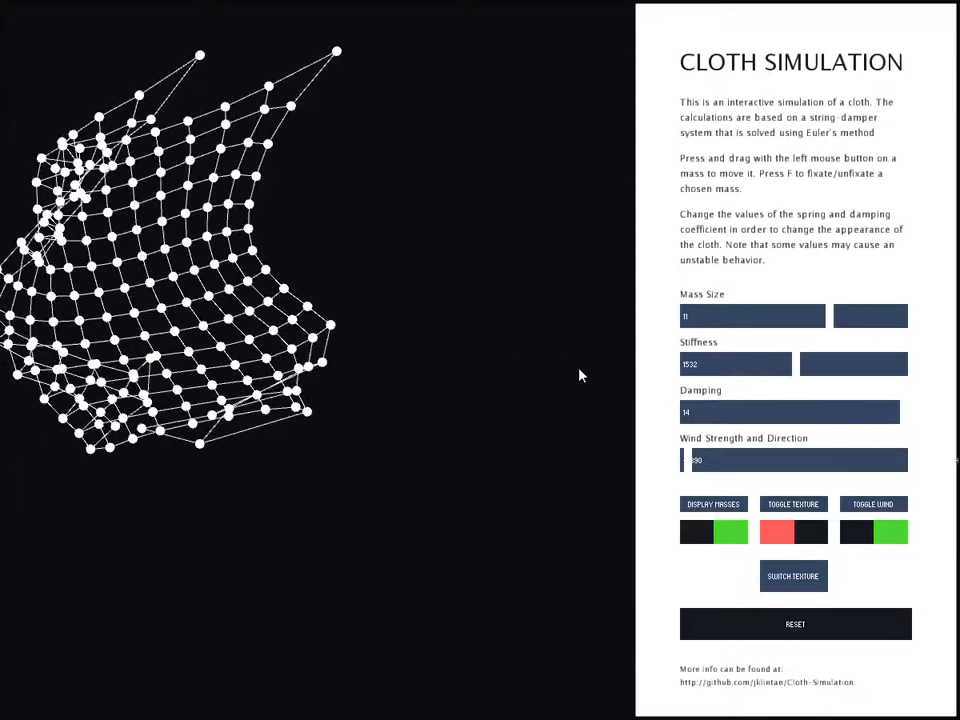 CLOTH SIMULATION
This is an interactive simulation of a cloth. The
calculations are based on a string-damper
system that is solved using Euler's method
Press and drag with the left mouse button on a
mass to move it. Press F to fixate/unfixate a
chosen mass.
Change the values of the spring and damping
coefficient in order to change the appearance of
the cloth. Note that some values may cause an
unstable behavior.
Mass Size
11
Stiffness
1532
Damping
14
Wind Strength and Direction
DISPLAY MASSES TOGGLE TEXTURE TOGGLE WIND
SWITCH TEXTURE
RESET
More info can be found at:
http://github.com/jklintan/Cloth-Simulation.